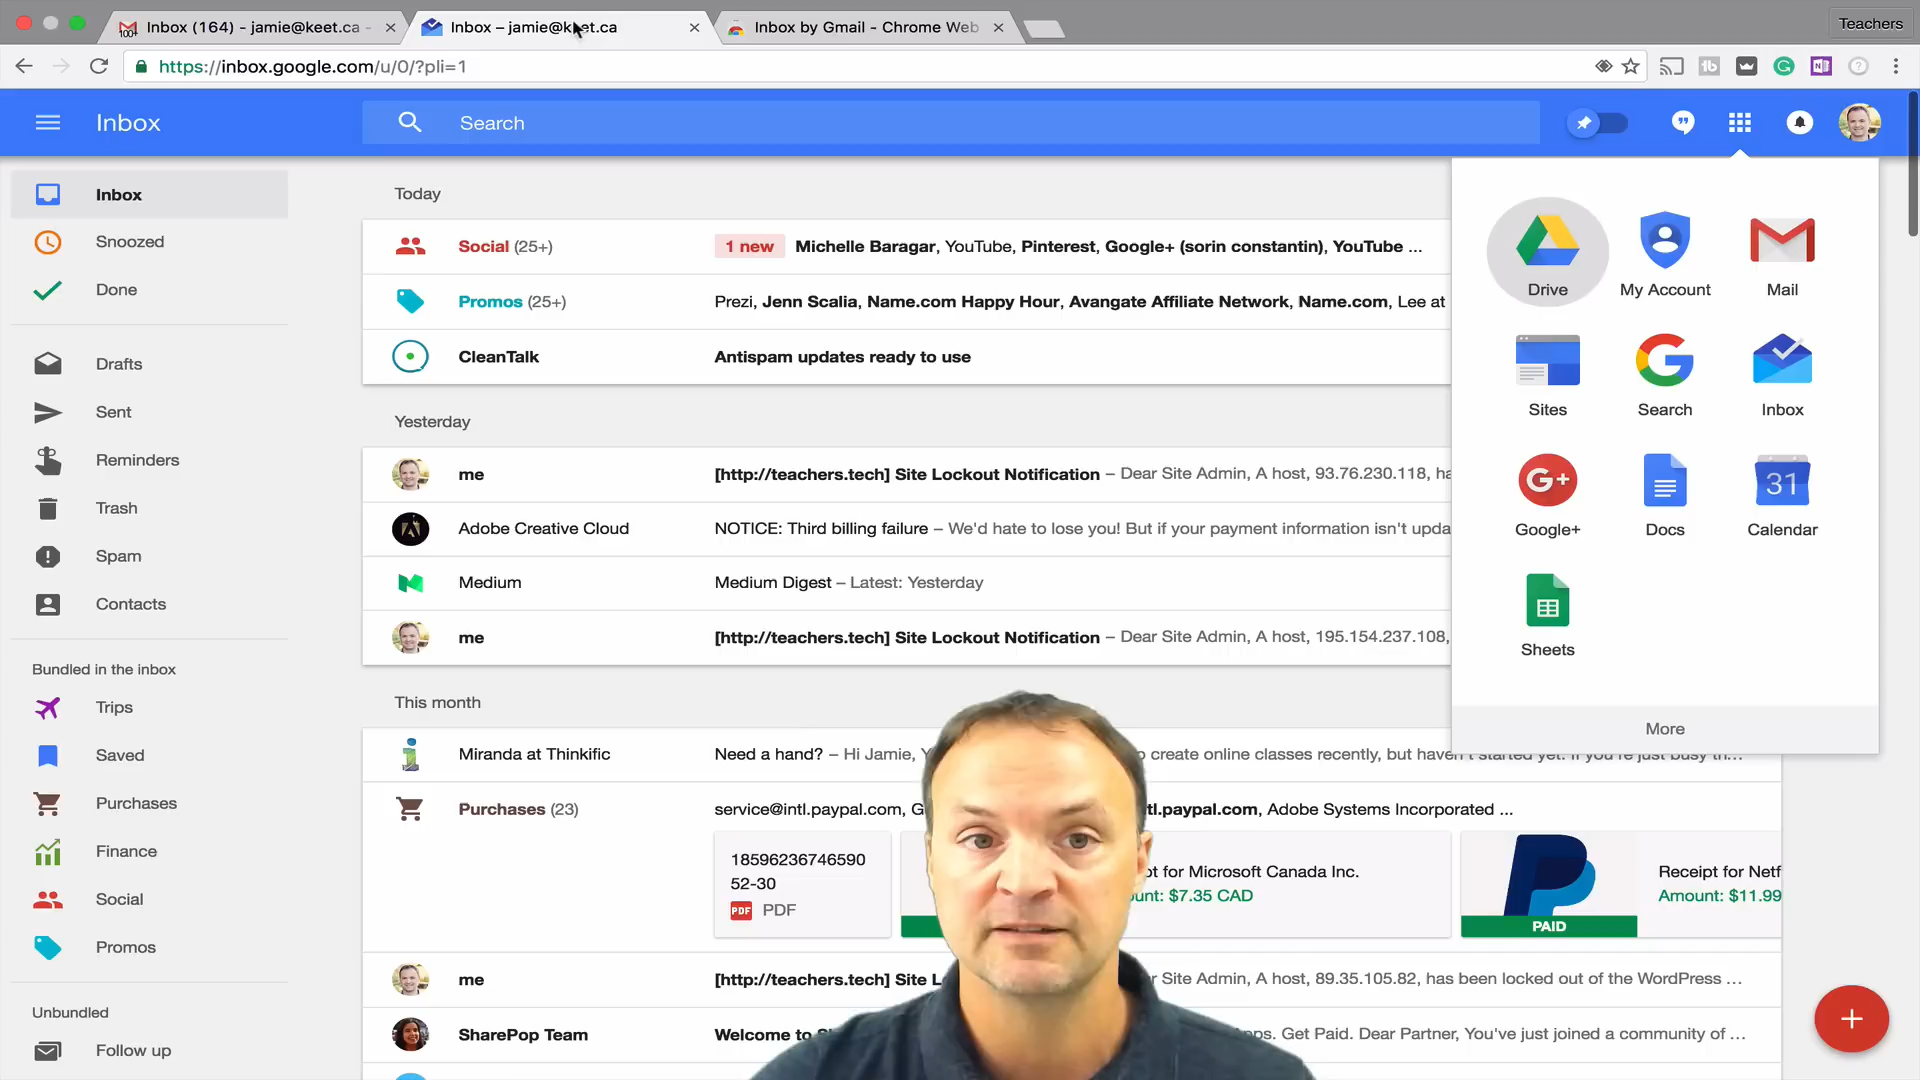 Inbox (164) - jamie@keet.ca -
Inbox – jamie@keet.ca
Inbox by Gmail - Chrome Web
Teachers
https://inbox.google.com/u/0/?pli=1
Inbox
Search
Inbox
Snoozed
Done
Drafts
Sent
Reminders
Trash
Spam
Contacts
Bundled in the inbox
Trips
Saved
Purchases
Finance
Social
Promos
Unbundled
Follow up
Today
Social (25+) 1 new Michelle Baragar, YouTube, Pinterest, Google+ (sorin constantin), YouTube ...
Promos (25+) Prezi, Jenn Scalia, Name.com Happy Hour, Avangate Affiliate Network, Name.com, Lee at
CleanTalk Antispam updates ready to use
Yesterday
me [http://teachers.tech] Site Lockout Notification – Dear Site Admin, A host, 93.76.230.118, ha
Adobe Creative Cloud NOTICE: Third billing failure – We'd hate to lose you! But if your payment information isn't upda
Medium Medium Digest – Latest: Yesterday
me [http://teachers.tech] Site Lockout Notification – Dear Site Admin, A host, 195.154.237.108,
This month
Miranda at Thinkific Need a hand? – Hi Jamie, Y o create online classes recently, but haven't started yet. If you're just busy th...
Purchases (23) service@intl.paypal.com, G tl.paypal.com, Adobe Systems Incorporated ...
18596236746590
52-30
PDF PDF
pt for Microsoft Canada Inc.
ount: $7.35 CAD
PAID
Receipt for Netf
Amount: $11.99
me [http://teachers.tech] Site L r Site Admin, A host, 89.35.105.82, has been locked out of the WordPress ...
SharePop Team Welcome to S ps. Get Paid. Dear Partner, You've just joined a community of ...
Drive
My Account
Mail
Sites
Search
Inbox
G+
Google+
Docs
31
Calendar
Sheets
More